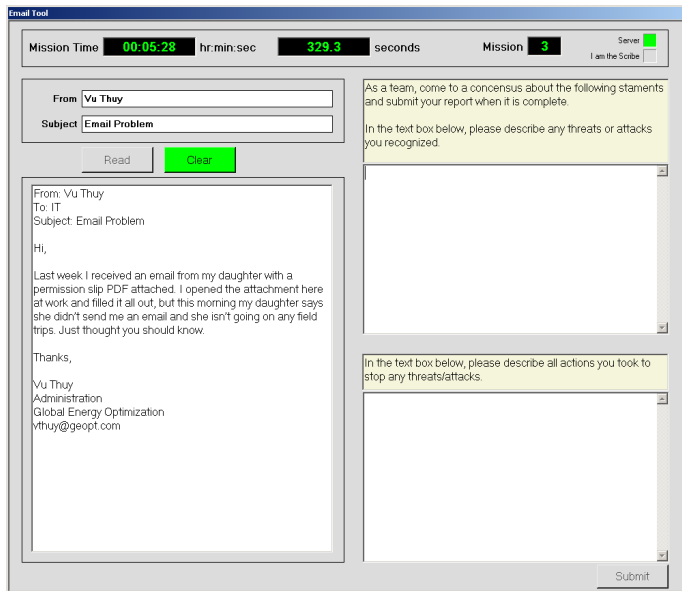 Email Tool
Mission Time 00:05:28 hr:min:sec 329.3 seconds Mission 3
Server
I am the Scribe
From Vu Thuy
Subject Email Problem
Read Clear
From: Vu Thuy
To: IT
Subject: Email Problem
Hi,
Last week I received an email from my daughter with a
permission slip PDF attached. I opened the attachment here
at work and filled it all out, but this morning my daughter says
she didn't send me an email and she isn't going on any field
trips. Just thought you should know.
Thanks,
Vu Thuy
Administration
Global Energy Optimization
vthuy@geopt.com
As a team, come to a concensus about the following staments
and submit your report when it is complete.
In the text box below, please describe any threats or attacks
you recognized.
In the text box below, please describe all actions you took to
stop any threats/attacks.
Submit